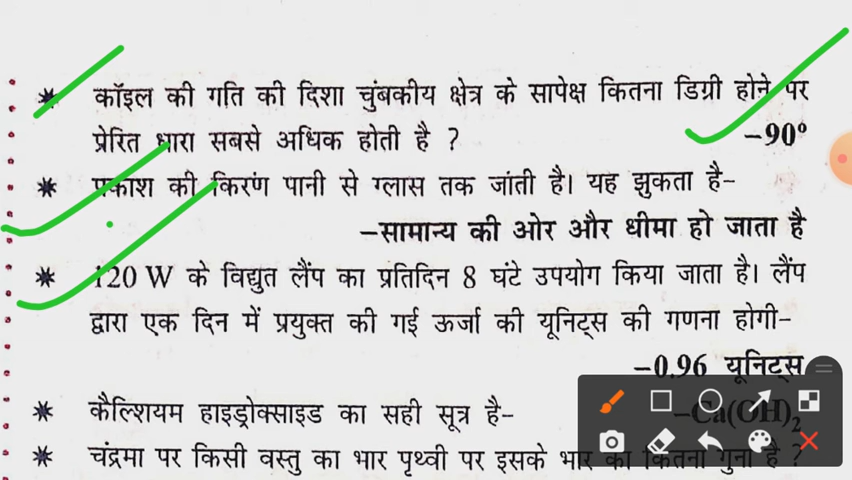 कॉइल की गति की दिशा चुंबकीय क्षेत्र के सापेक्ष कितना डिग्री होने पर
प्रेरित धारा सबसे अधिक होती है ?
–90°
प्रकाश की किरण पानी से ग्लास तक जांती है। यह झुकता है–
–सामान्य की ओर और धीमा हो जाता है
120 W के विद्युत लैंप का प्रतिदिन 8 घंटे उपयोग किया जाता है। लैंप
द्वारा एक दिन में प्रयुक्त की गई ऊर्जा की यूनिट्स की गणना होगी–
–0.96 यूनिट्स
कैल्शियम हाइड्रोक्साइड का सही सूत्र है–
–Ca(OH)₂
चंद्रमा पर किसी वस्तु का भार पृथ्वी पर इसके भार का कितना गुना है ?